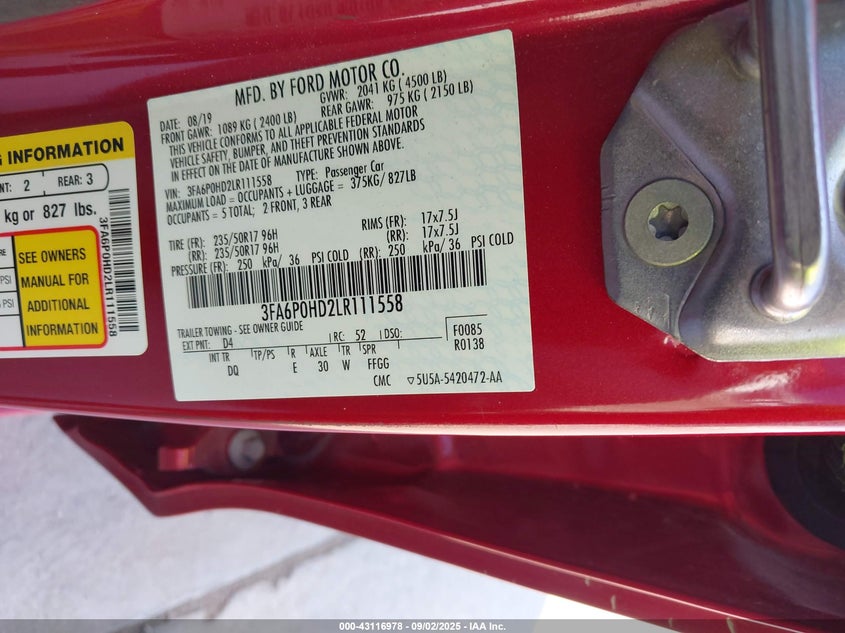 MFD. BY FORD MOTOR CO.
DATE: 08/19 GVWR: 2041 KG ( 4500 LB)
FRONT GAWR: 1089 KG ( 2400 LB) REAR GAWR: 975 KG ( 2150 LB)
THIS VEHICLE CONFORMS TO ALL APPLICABLE FEDERAL MOTOR
VEHICLE SAFETY, BUMPER, AND THEFT PREVENTION STANDARDS
IN EFFECT ON THE DATE OF MANUFACTURE SHOWN ABOVE.
VIN: 3FA6P0HD2LR111558 TYPE: Passenger Car
MAXIMUM LOAD = OCCUPANTS + LUGGAGE = 375KG/ 827LB
OCCUPANTS = 5 TOTAL; 2 FRONT, 3 REAR
TIRE (FR): 235/50R17 96H RIMS (FR): 17x7.5J
(RR): 235/50R17 96H (RR): 17x7.5J
PRESSURE (FR): 250 kPa/ 36 PSI COLD (RR): 250 kPa/ 36 PSI COLD
3FA6P0HD2LR111558
TRAILER TOWING - SEE OWNER GUIDE
EXT PNT: D4 RC: 52 DSO: F0085
INT TR TP/PS R AXLE TR SPR R0138
DQ E 30 W FFGG
CMC ▽5U5A-5420472-AA
G INFORMATION
NT: 2 REAR: 3
kg or 827 lbs.
PSI
PSI
SEE OWNERS
MANUAL FOR
ADDITIONAL
INFORMATION
3FA6P0HD2LR111558
000-43116978 - 09/02/2025 - IAA Inc.